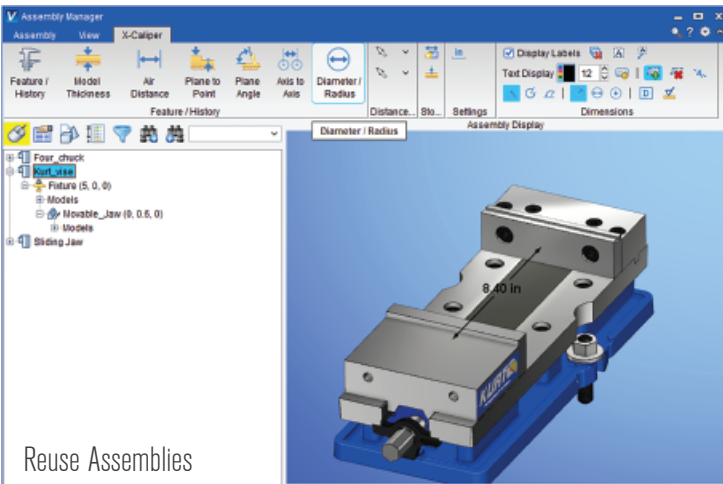 Assembly Manager
Assembly View X-Caliper
Feature / History
Model Thickness
Air Distance
Plane to Point
Plane Angle
Axis to Axis
Diameter / Radius
Feature / History
Distance...
Sto...
Settings
Display Labels
Text Display 12
Dimensions
Assembly Display
Diameter / Radius
Four_chuck
Kurt_vise
Fixture (5, 0, 0)
Models
Movable_Jaw (0, 0.5, 0)
Models
Sliding Jaw
8.40 in
KURT
Reuse Assemblies